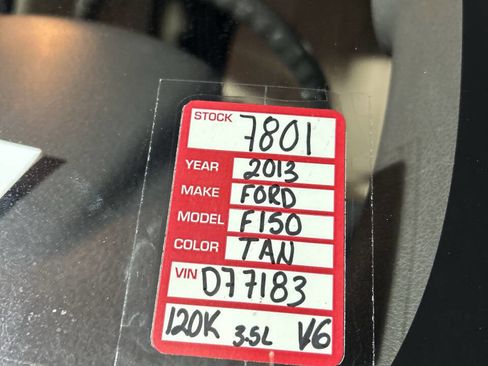 STOCK 7801
YEAR 2013
MAKE FORD
MODEL F150
COLOR TAN
VIN D77183
120K 3.5L V6